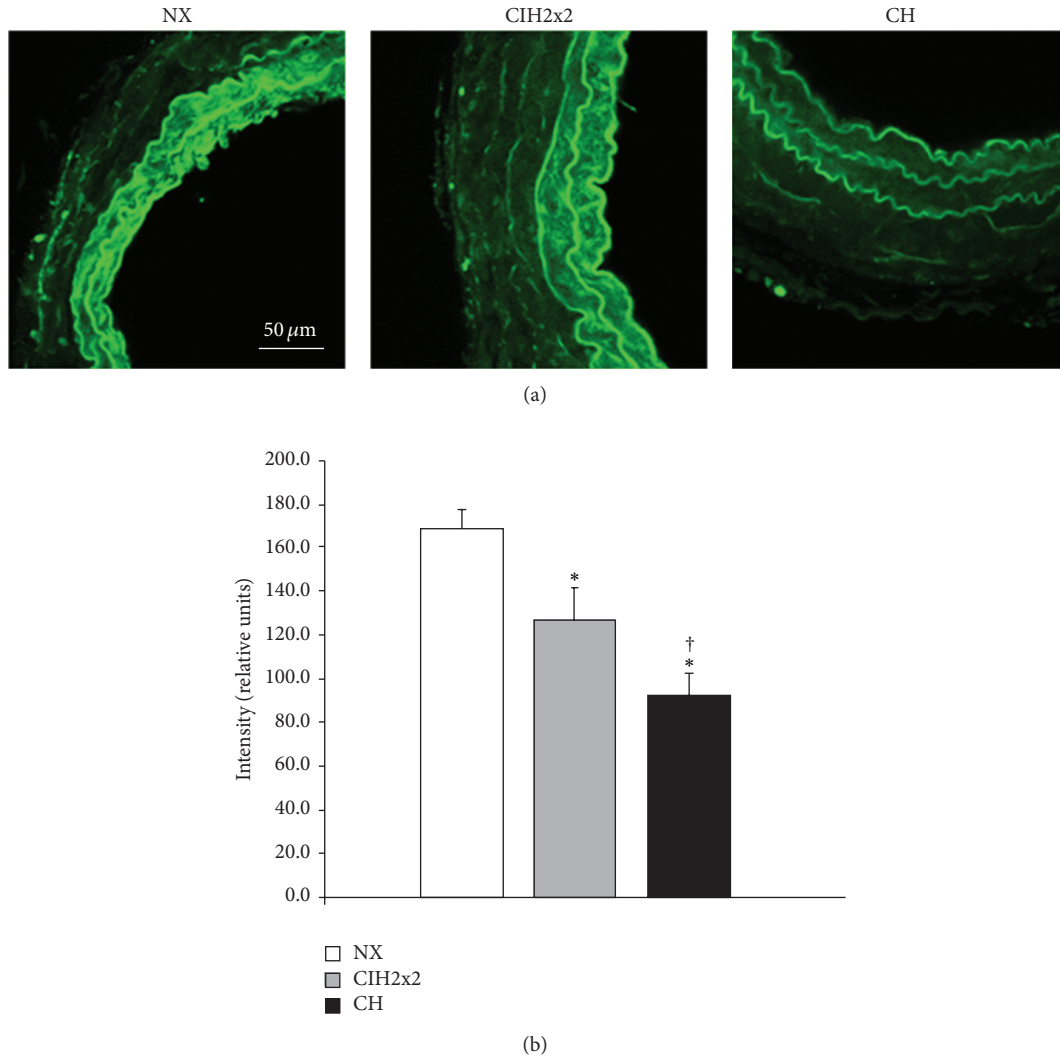 NX CIH2x2 CH
50 μm
(a)
200.0
180.0
160.0
140.0
120.0
100.0
80.0
60.0
40.0
20.0
0.0
Intensity (relative units)
*
†
*
NX
CIH2x2
CH
(b)